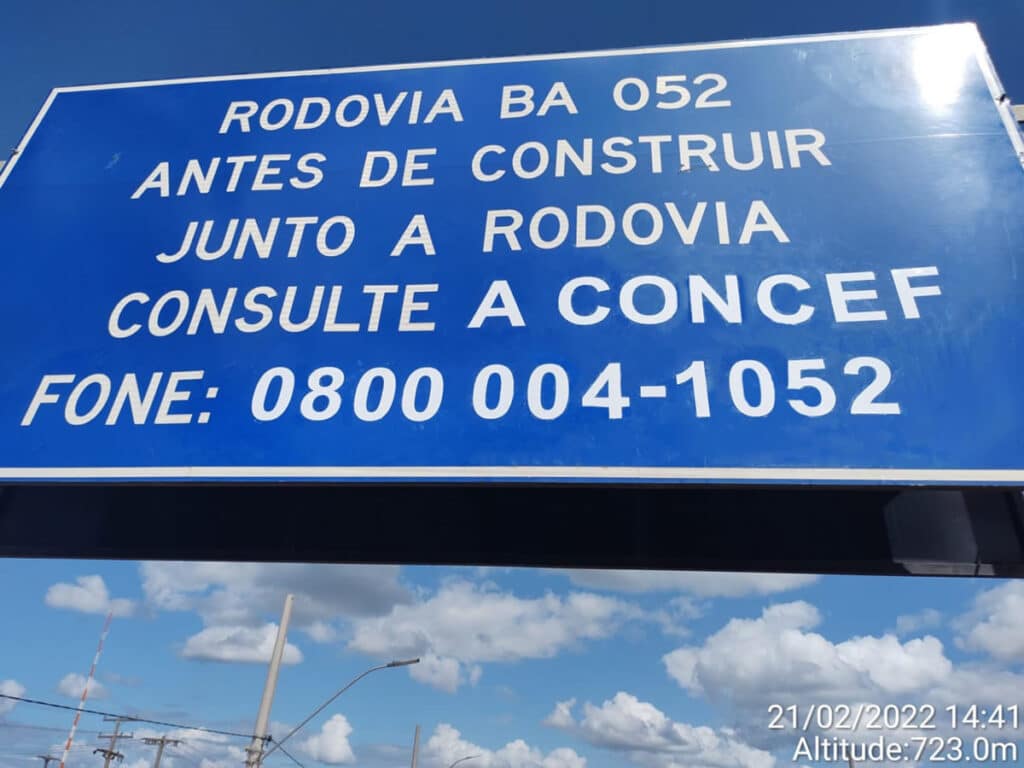 RODOVIA BA 052
ANTES DE CONSTRUIR
JUNTO A RODOVIA
CONSULTE A CONCEF
FONE: 0800 004-1052
21/02/2022 14:41
Altitude:723.0m